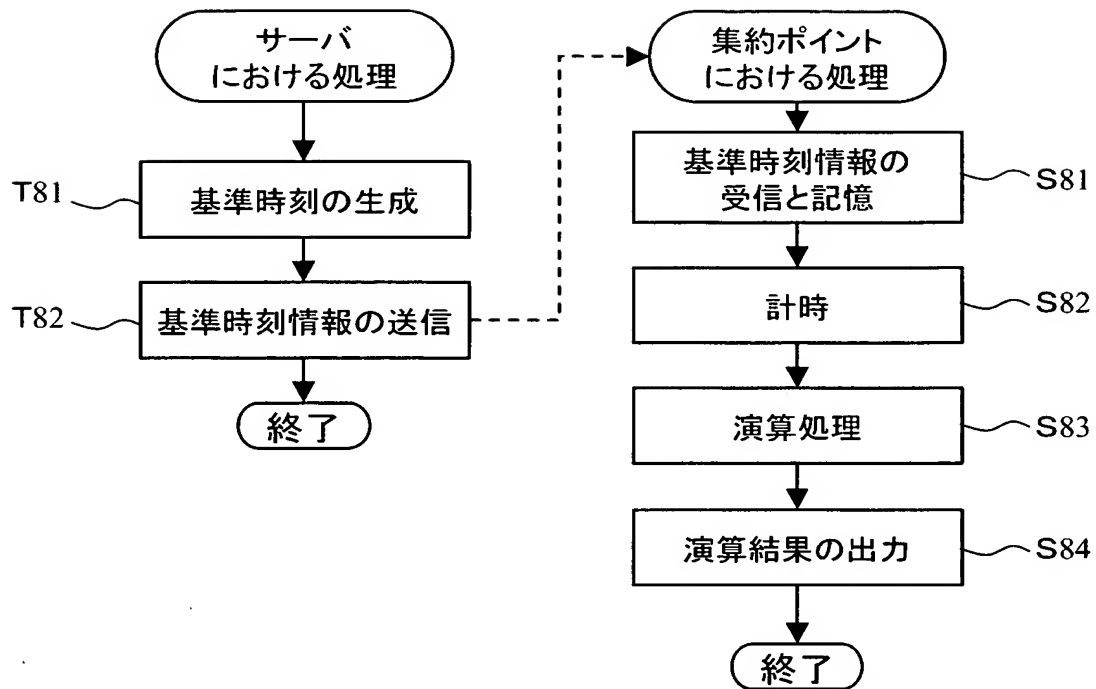 サーバ
における処理
T81
基準時刻の生成
T82
基準時刻情報の送信
終了
集約ポイント
における処理
基準時刻情報の
受信と記憶
S81
計時
S82
演算処理
S83
演算結果の出力
S84
終了